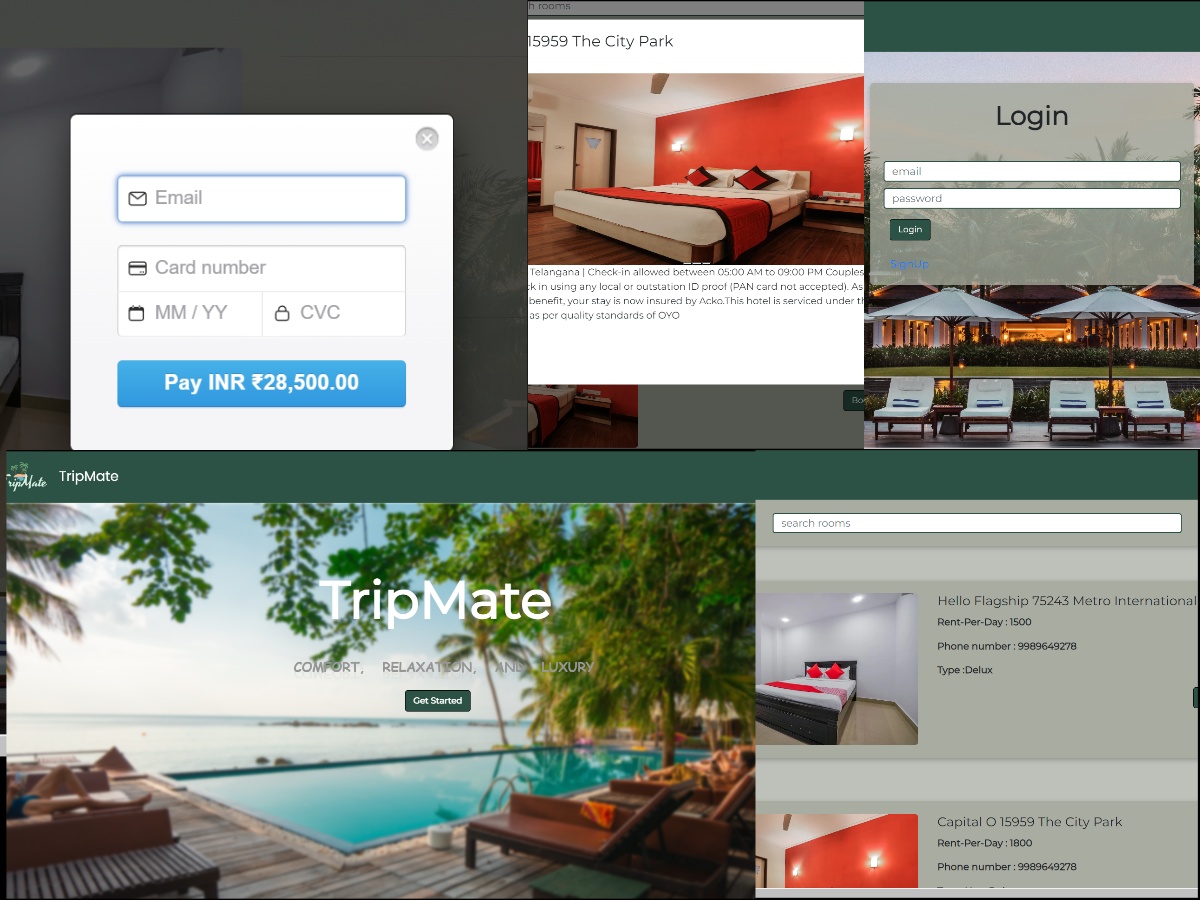 Email
Card number
MM / YY
CVC
Pay INR ₹28,500.00
h rooms
15959 The City Park
Telangana | Check-in allowed between 05:00 AM to 09:00 PM Couples
ck in using any local or outstation ID proof (PAN card not accepted). As
benefit, your stay is now insured by Acko.This hotel is serviced under th
as per quality standards of OYO
Bo
Login
email
password
Login
SignUp
TripMate
TripMate
TripMate
COMFORT, RELAXATION, AND LUXURY
Get Started
search rooms
Hello Flagship 75243 Metro International
Rent-Per-Day : 1500
Phone number : 9989649278
Type :Delux
Capital O 15959 The City Park
Rent-Per-Day : 1800
Phone number : 9989649278